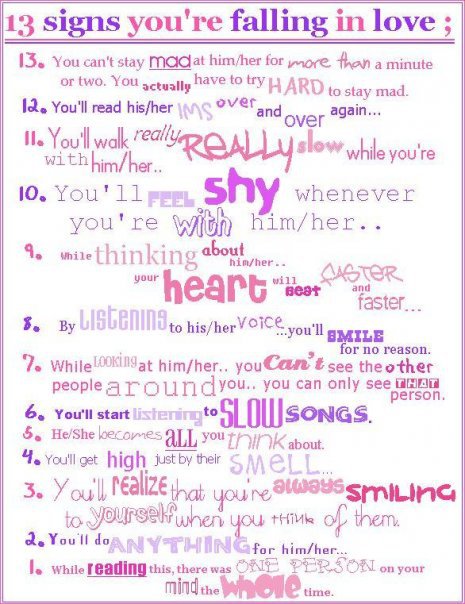 13 signs you're falling in love ;
13. You can't stay mad at him/her for more than a minute
or two. You actually have to try HARD to stay mad.
12. You'll read his/her IMS over and over again...
11. You'll walk really REALLY slow while you're
with him/her..
10. You'll FEEL shy whenever
you're with him/her..
9. While thinking about him/her..
your heart will beat FASTER and faster...
8. By Listening to his/her voice...you'll SMILE
for no reason.
7. While LOOKING at him/her.. you Can't see the other
people around you.. you can only see THAT person.
6. You'll start listening to SLOW SONGS.
5. He/She becomes ALL you think about.
4. You'll get high just by their SMELL...
3. You'll realize that you're always smiling
to yourself when you think of them.
2. You'll do ANYTHING for him/her...
1. While reading this, there was ONE PERSON on your
mind the whole time.